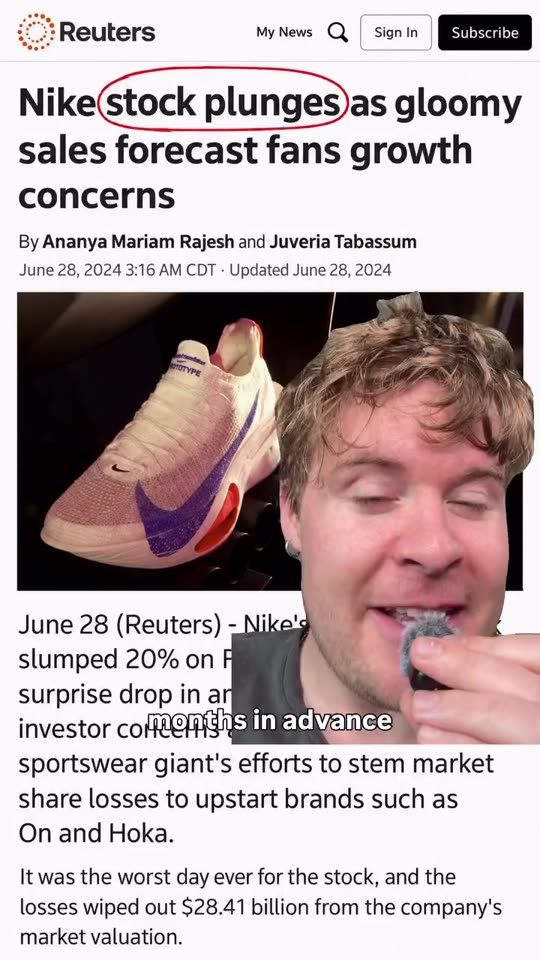 Reuters
My News
Sign In
Subscribe
Nike stock plunges as gloomy
sales forecast fans growth
concerns
By Ananya Mariam Rajesh and Juveria Tabassum
June 28, 2024 3:16 AM CDT · Updated June 28, 2024
PROTOTYPE
June 28 (Reuters) - Nike's
slumped 20% on
surprise drop in
investor
months in advance
sportswear giant's efforts to stem market
share losses to upstart brands such as
On and Hoka.
It was the worst day ever for the stock, and the
losses wiped out $28.41 billion from the company's
market valuation.